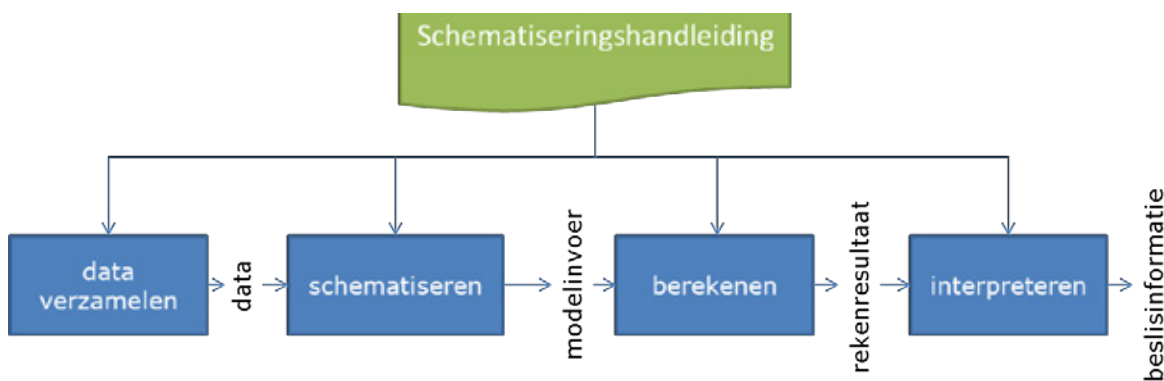 Schematiseringshandleiding
data
verzamelen
data
schematiseren
modelinvoer
berekenen
rekenresultaat
interpreteren
beslisinformatie